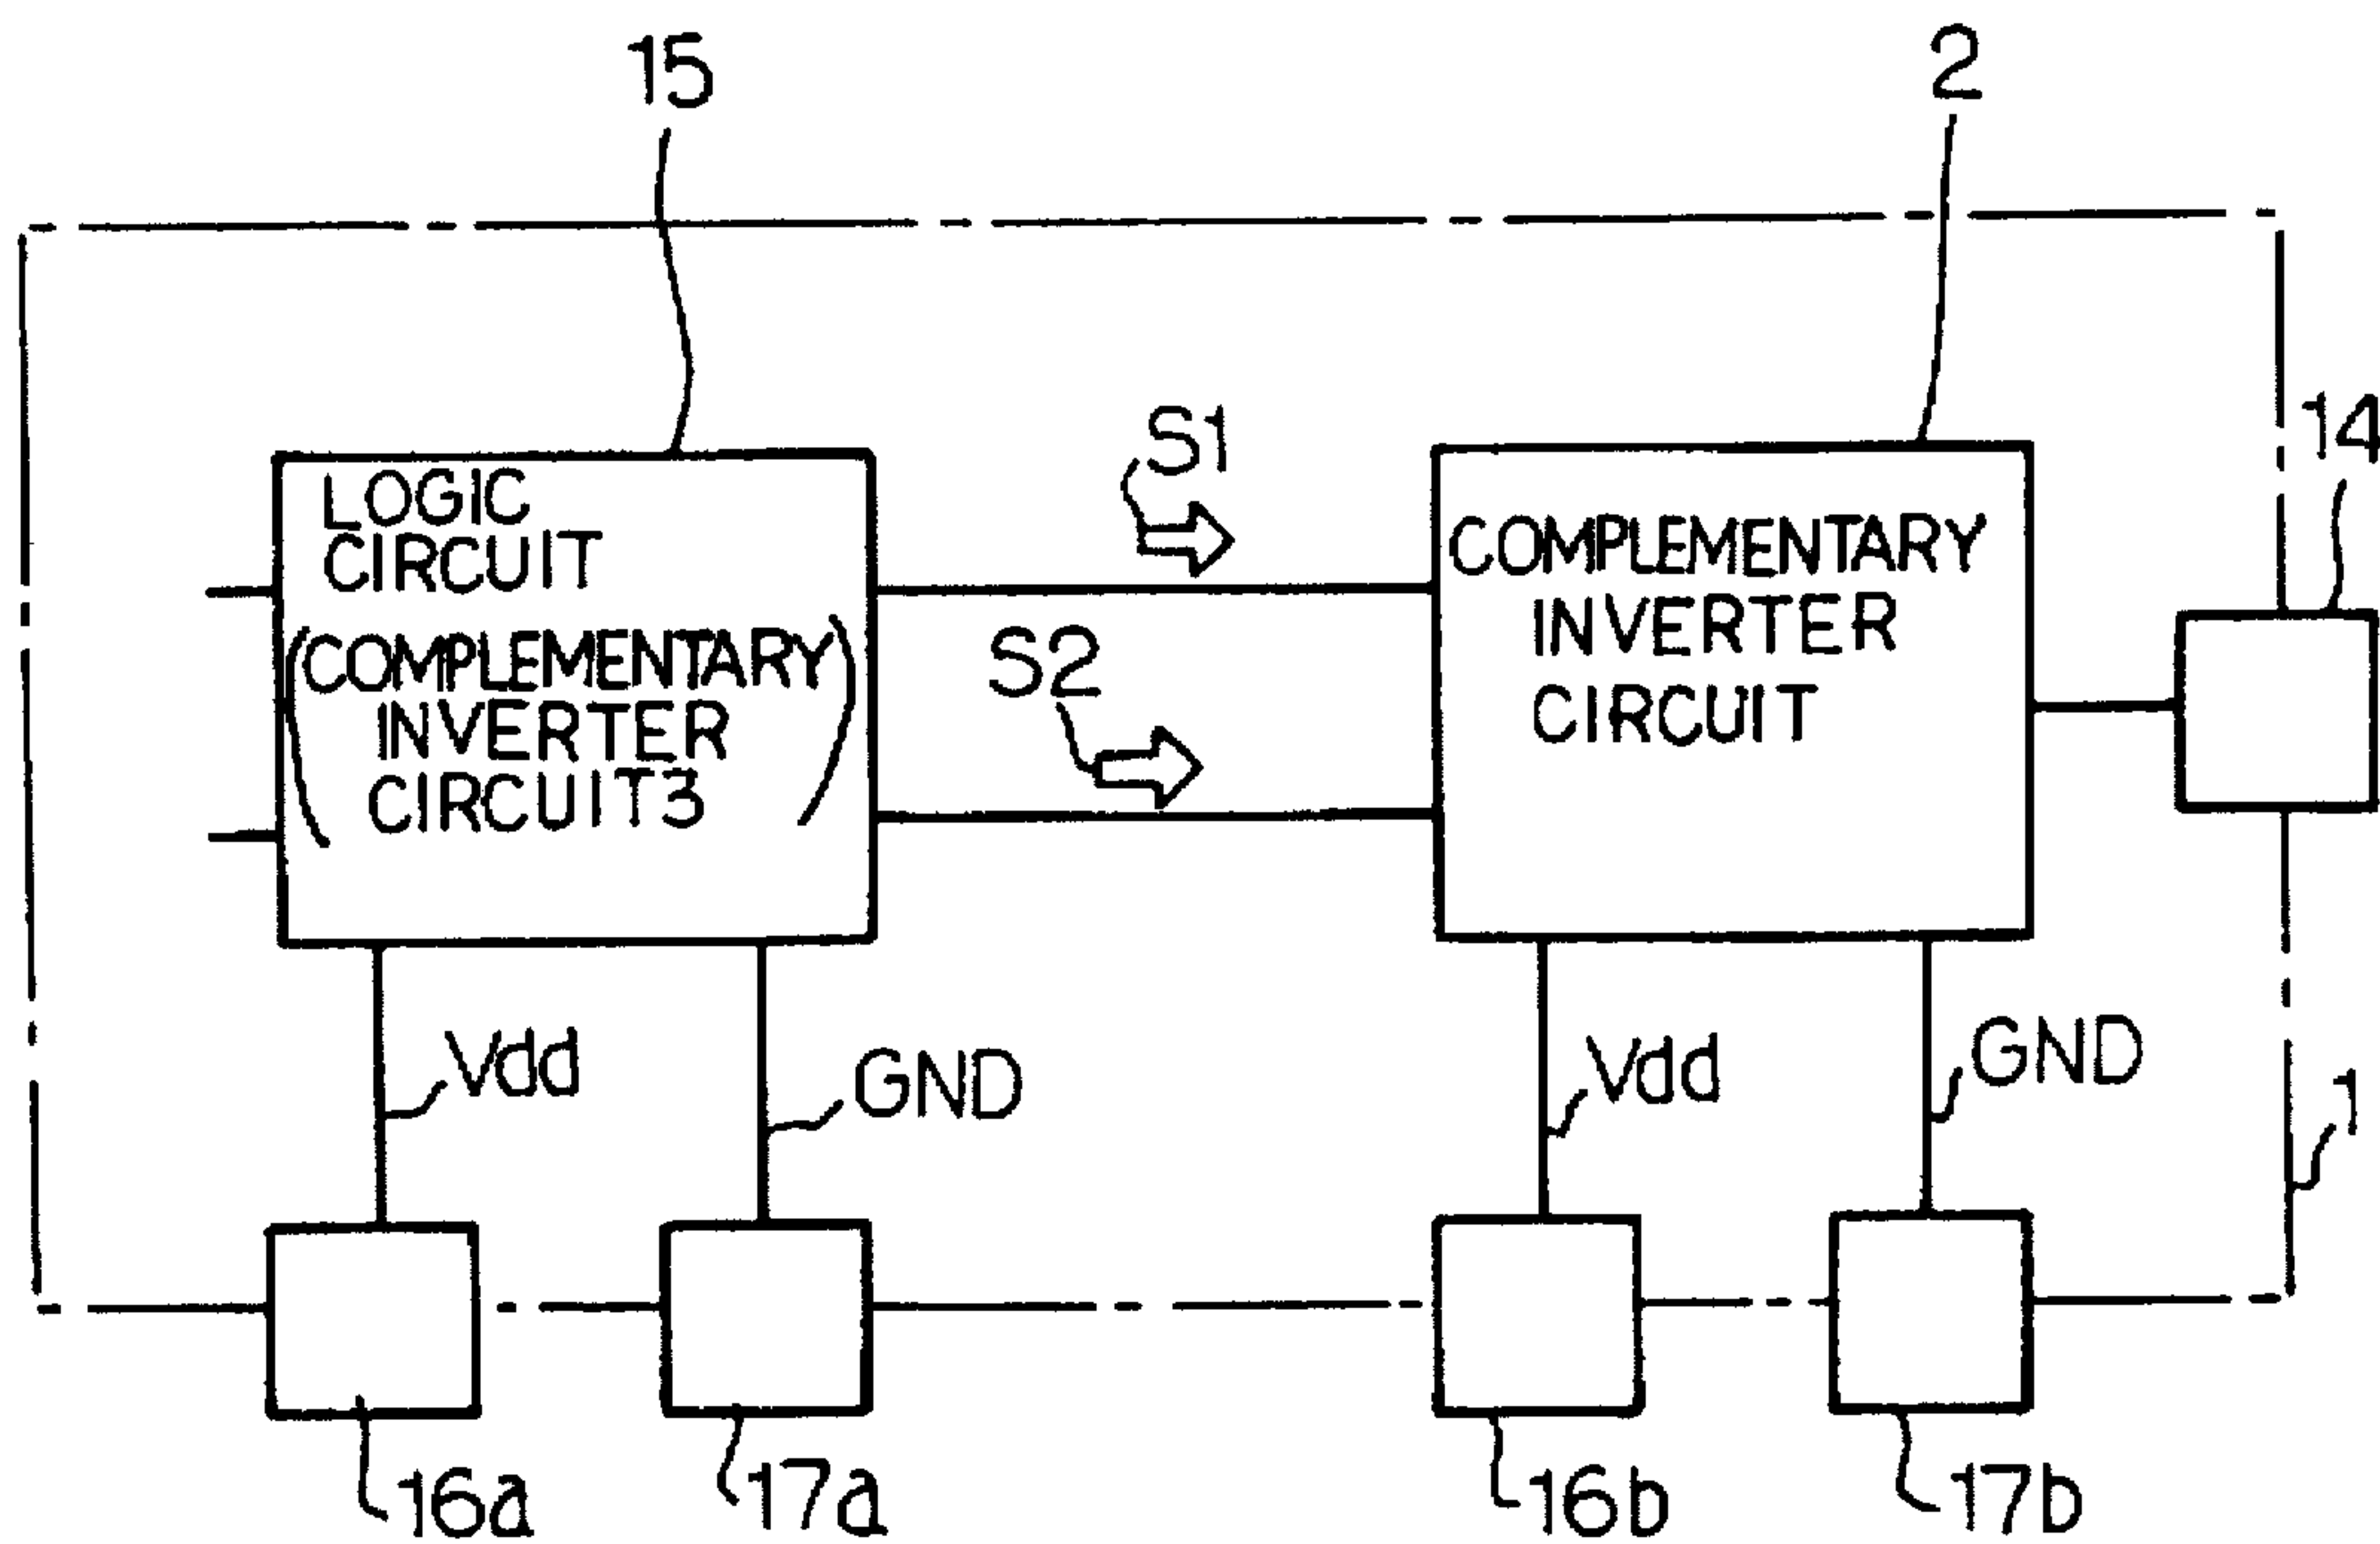 15
2
14
S1
LOGIC
CIRCUIT
(COMPLEMENTARY)
INVERTER
CIRCUIT3
COMPLEMENTARY
INVERTER
CIRCUIT
S2
Vdd
GND
Vdd
GND
1
16a
17a
16b
17b